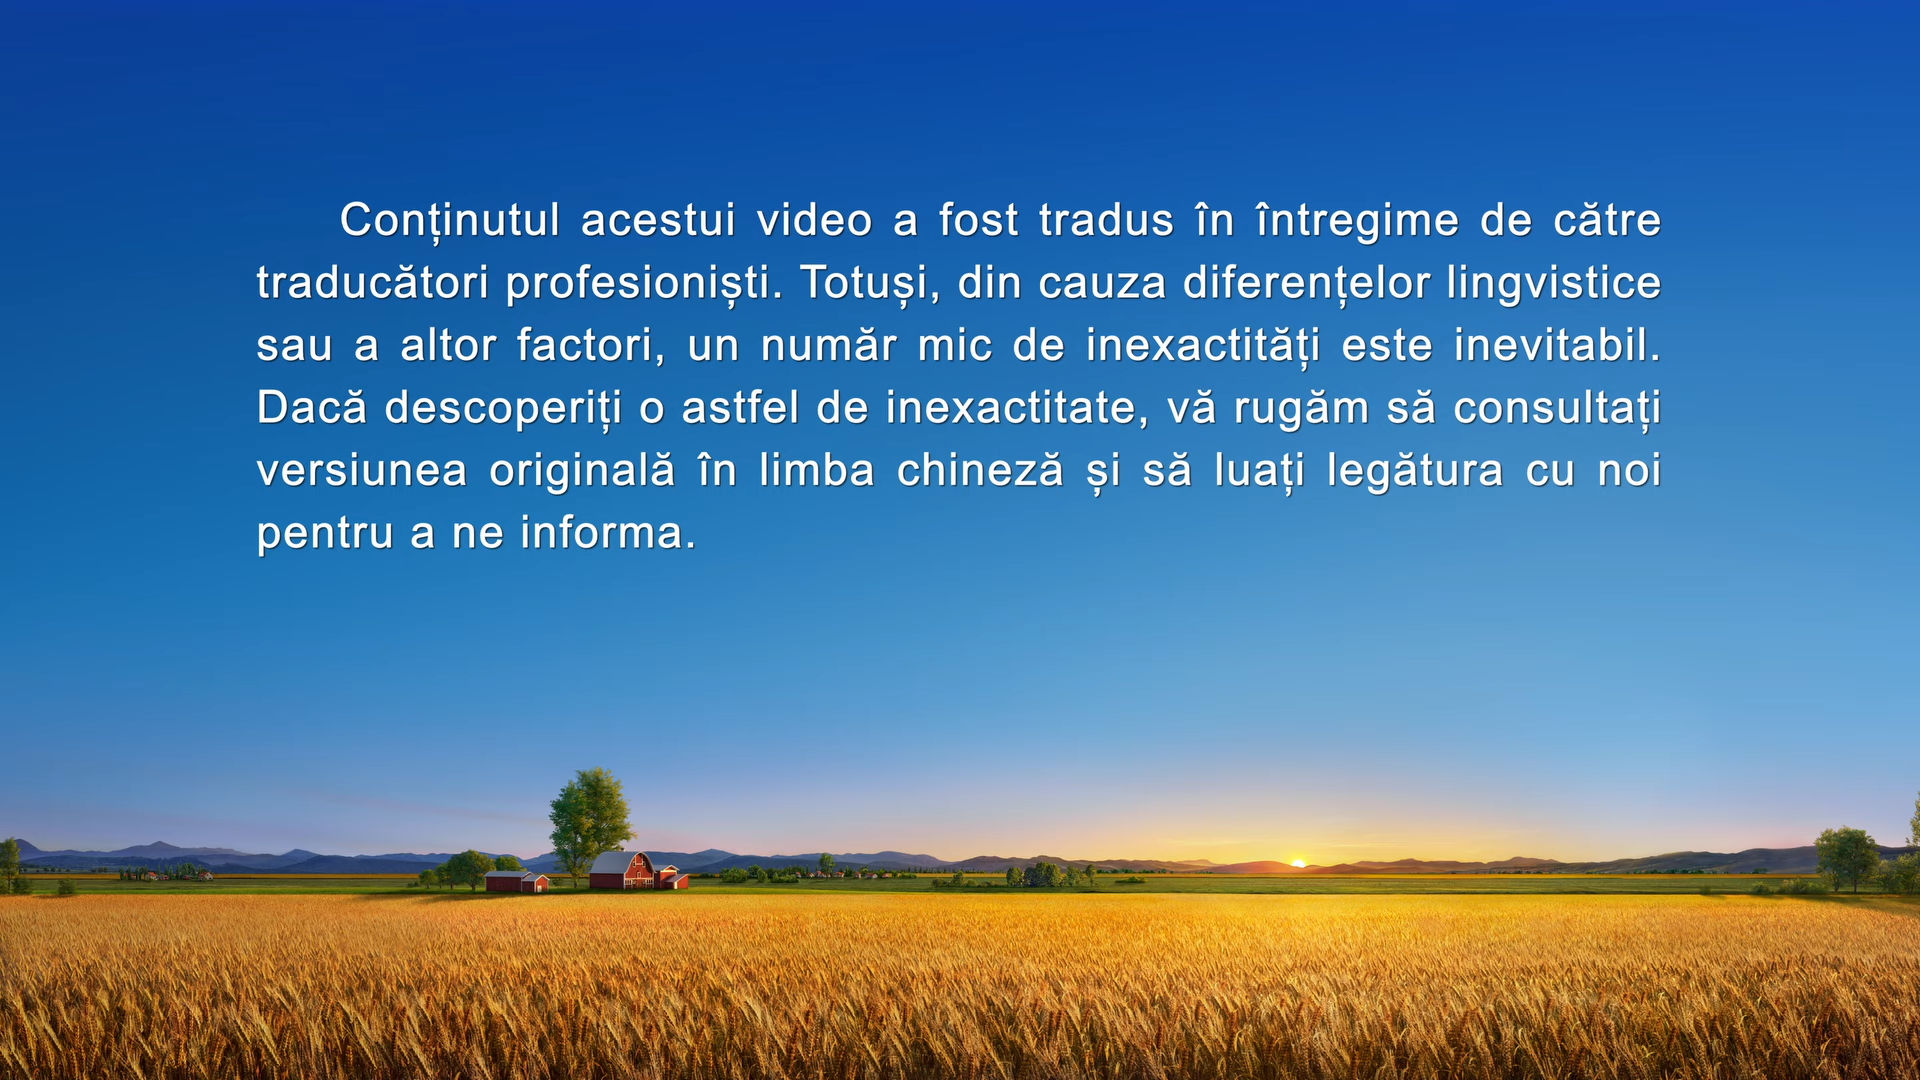 Conținutul acestui video a fost tradus în întregime de către
traducători profesioniști. Totuși, din cauza diferențelor lingvistice
sau a altor factori, un număr mic de inexactități este inevitabil.
Dacă descoperiți o astfel de inexactitate, vă rugăm să consultați
versiunea originală în limba chineză și să luați legătura cu noi
pentru a ne informa.